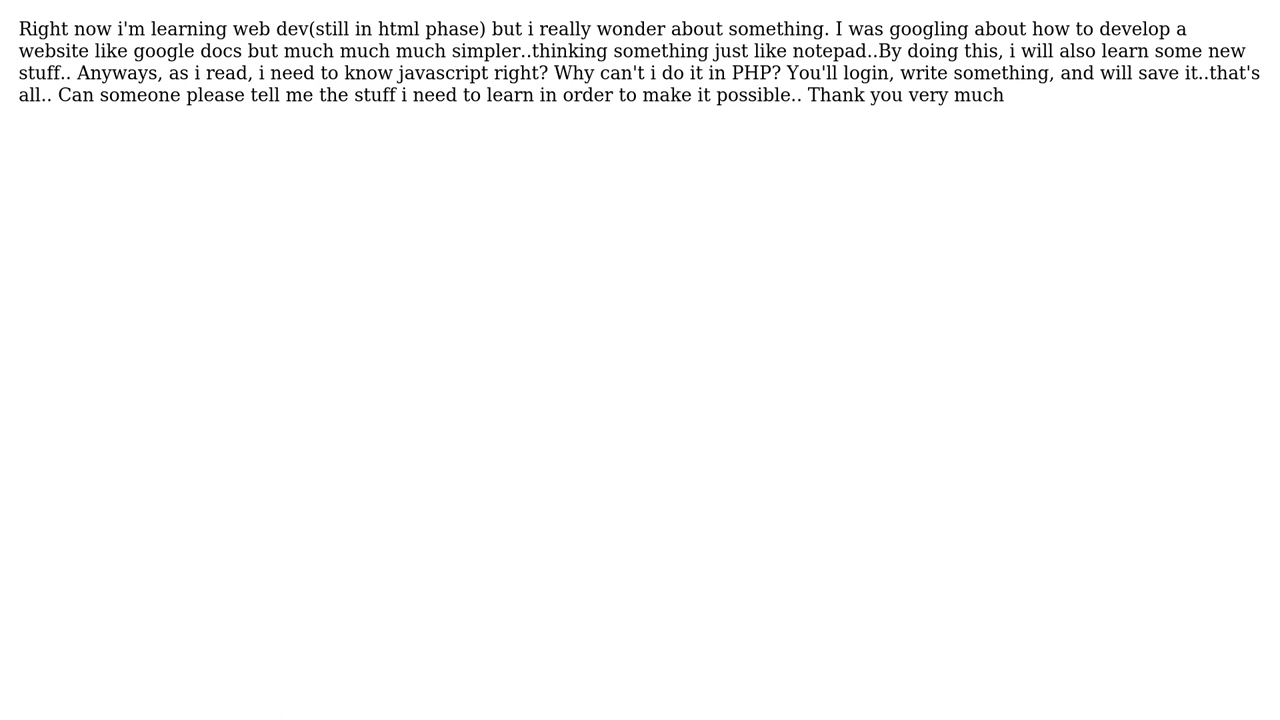 Right now i'm learning web dev(still in html phase) but i really wonder about something. I was googling about how to develop a
website like google docs but much much much simpler..thinking something just like notepad..By doing this, i will also learn some new
stuff.. Anyways, as i read, i need to know javascript right? Why can't i do it in PHP? You'll login, write something, and will save it..that's
all.. Can someone please tell me the stuff i need to learn in order to make it possible.. Thank you very much